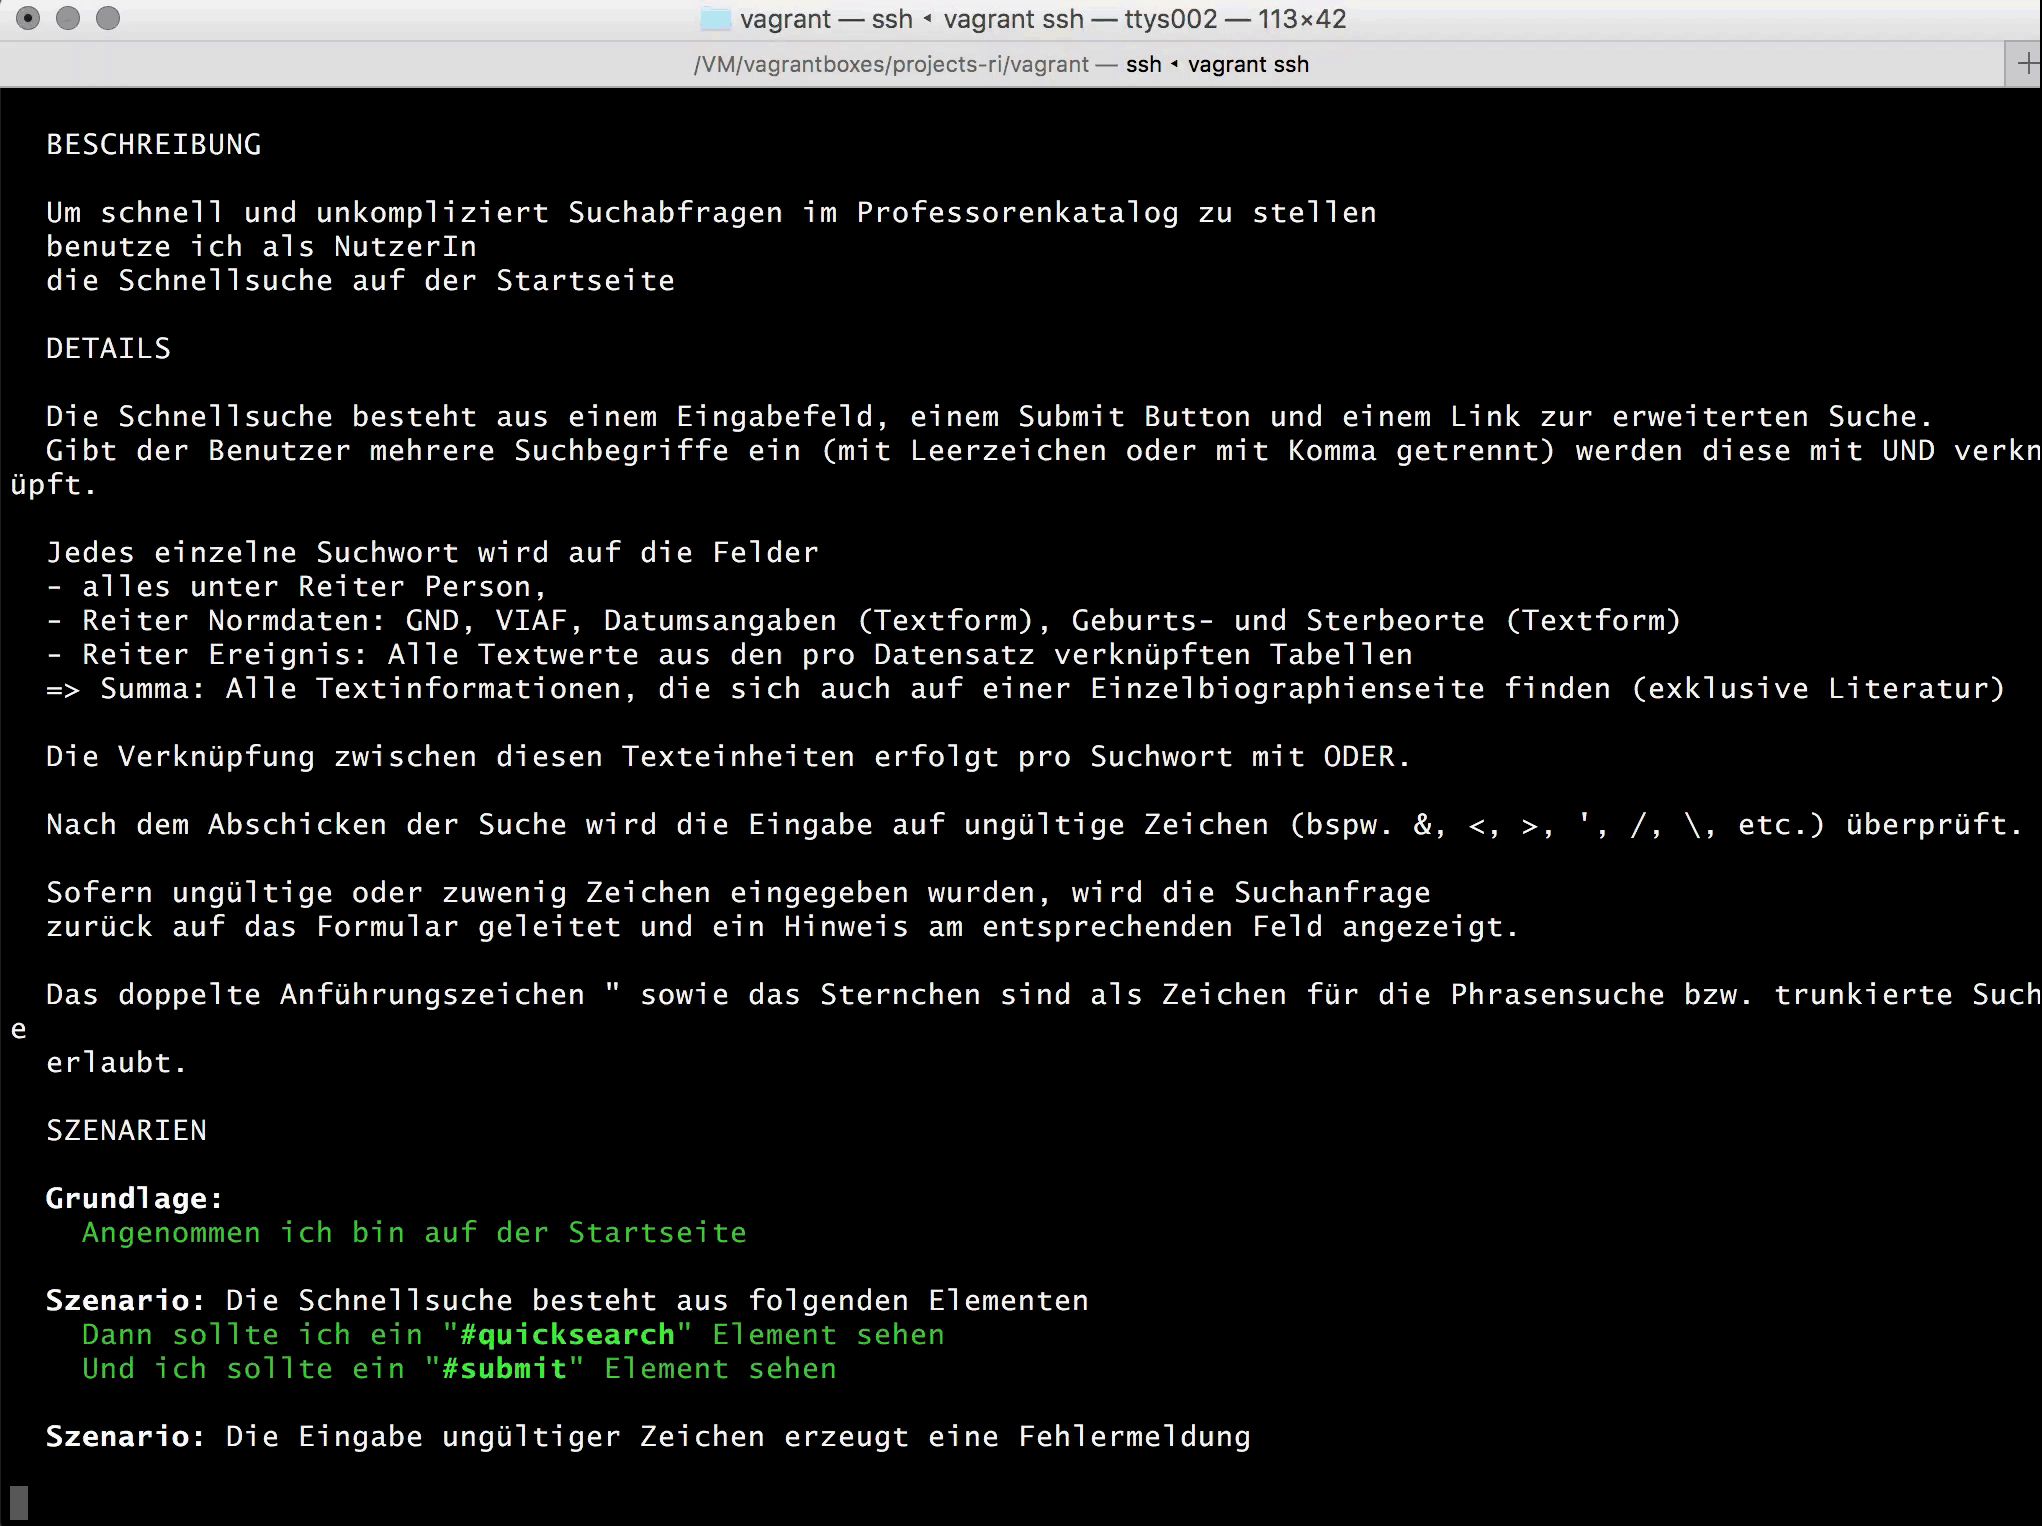 vagrant — ssh ◂ vagrant ssh — ttys002 — 113×42
/VM/vagrantboxes/projects-ri/vagrant — ssh ◂ vagrant ssh
+
BESCHREIBUNG
Um schnell und unkompliziert Suchabfragen im Professorenkatalog zu stellen
benutze ich als NutzerIn
die Schnellsuche auf der Startseite
DETAILS
Die Schnellsuche besteht aus einem Eingabefeld, einem Submit Button und einem Link zur erweiterten Suche.
Gibt der Benutzer mehrere Suchbegriffe ein (mit Leerzeichen oder mit Komma getrennt) werden diese mit UND verkn
üpft.
Jedes einzelne Suchwort wird auf die Felder
- alles unter Reiter Person,
- Reiter Normdaten: GND, VIAF, Datumsangaben (Textform), Geburts- und Sterbeorte (Textform)
- Reiter Ereignis: Alle Textwerte aus den pro Datensatz verknüpften Tabellen
=> Summa: Alle Textinformationen, die sich auch auf einer Einzelbiographienseite finden (exklusive Literatur)
Die Verknüpfung zwischen diesen Texteinheiten erfolgt pro Suchwort mit ODER.
Nach dem Abschicken der Suche wird die Eingabe auf ungültige Zeichen (bspw. &, <, >, ', /, \, etc.) überprüft.
Sofern ungültige oder zuwenig Zeichen eingegeben wurden, wird die Suchanfrage
zurück auf das Formular geleitet und ein Hinweis am entsprechenden Feld angezeigt.
Das doppelte Anführungszeichen " sowie das Sternchen sind als Zeichen für die Phrasensuche bzw. trunkierte Such
e
erlaubt.
SZENARIEN
Grundlage:
Angenommen ich bin auf der Startseite
Szenario: Die Schnellsuche besteht aus folgenden Elementen
Dann sollte ich ein "#quicksearch" Element sehen
Und ich sollte ein "#submit" Element sehen
Szenario: Die Eingabe ungültiger Zeichen erzeugt eine Fehlermeldung